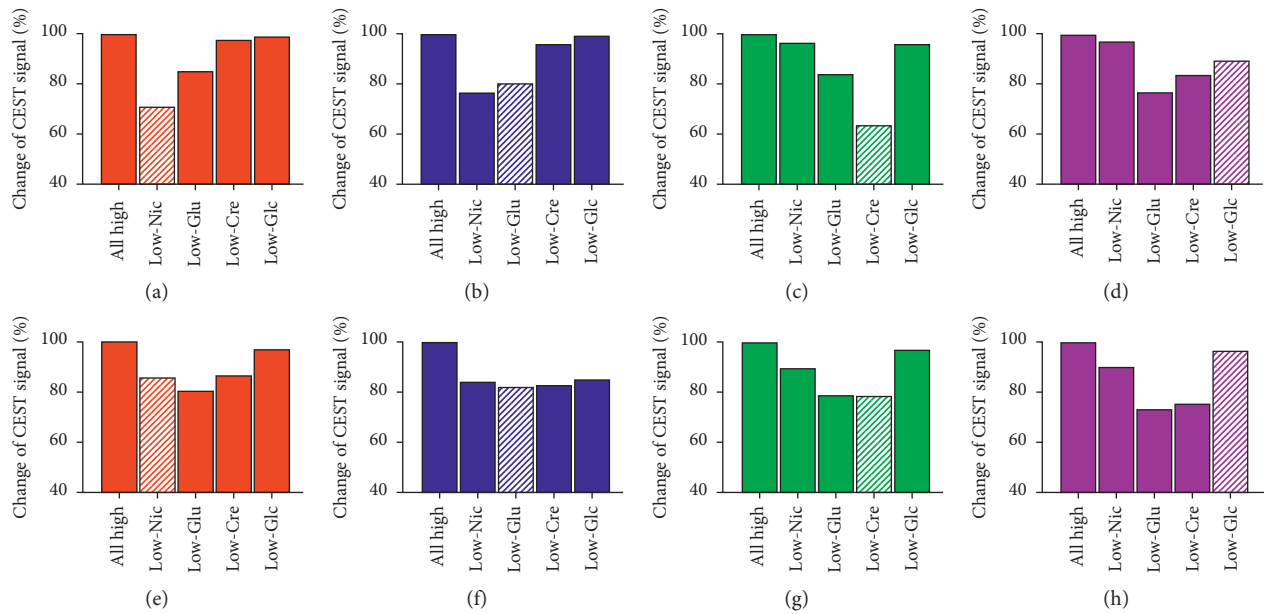 Change of CEST signal (%)
100
80
60
40
All high
Low-Nic
Low-Glu
Low-Cre
Low-Glc
(a)
Change of CEST signal (%)
100
80
60
40
All high
Low-Nic
Low-Glu
Low-Cre
Low-Glc
(b)
Change of CEST signal (%)
100
80
60
40
All high
Low-Nic
Low-Glu
Low-Cre
Low-Glc
(c)
Change of CEST signal (%)
100
80
60
40
All high
Low-Nic
Low-Glu
Low-Cre
Low-Glc
(d)
Change of CEST signal (%)
100
80
60
40
All high
Low-Nic
Low-Glu
Low-Cre
Low-Glc
(e)
Change of CEST signal (%)
100
80
60
40
All high
Low-Nic
Low-Glu
Low-Cre
Low-Glc
(f)
Change of CEST signal (%)
100
80
60
40
All high
Low-Nic
Low-Glu
Low-Cre
Low-Glc
(g)
Change of CEST signal (%)
100
80
60
40
All high
Low-Nic
Low-Glu
Low-Cre
Low-Glc
(h)